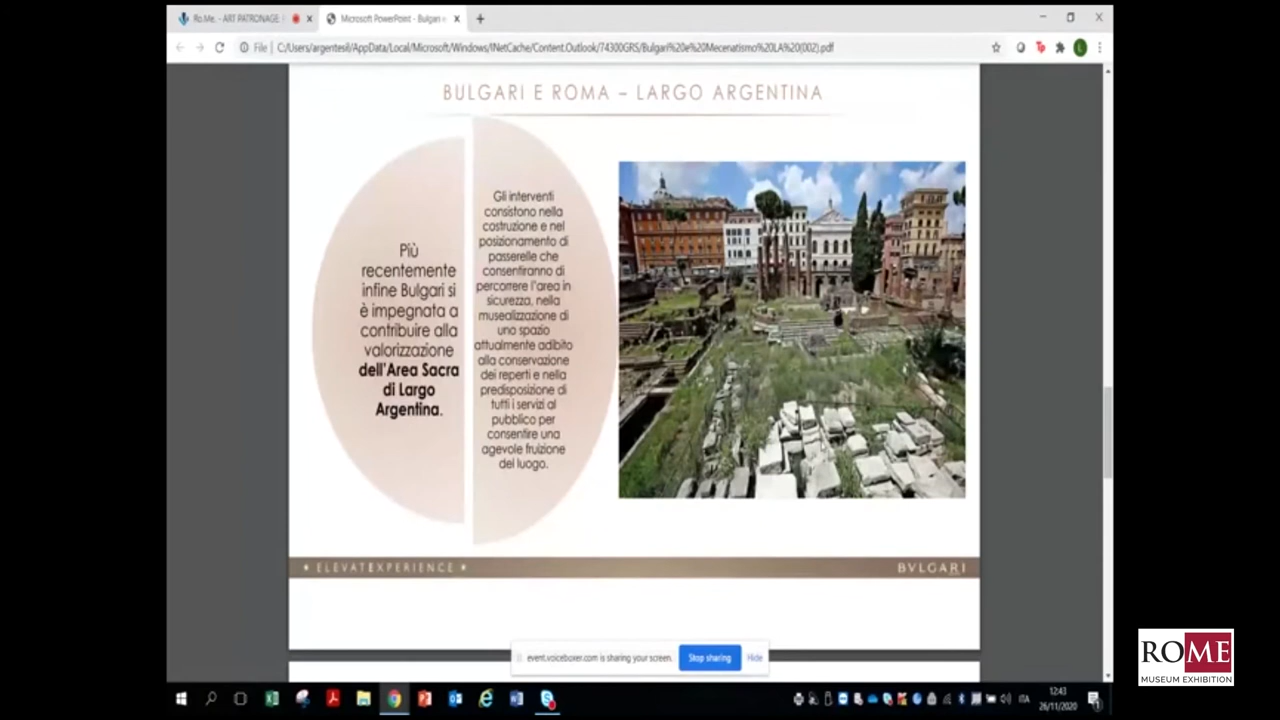 Ro.Me. - ART PATRONAGE
Microsoft PowerPoint - Bulgari e
File
C:/Users/argentesil/AppData/Local/Microsoft/Windows/INetCache/Content.Outlook/74300GRS/Bulgari%20e%20Mecenatismo%20LA%20(002).pdf
BULGARI E ROMA – LARGO ARGENTINA
Più
recentemente
infine Bulgari si
è impegnata a
contribuire alla
valorizzazione
dell'Area Sacra
di Largo
Argentina.
Gli interventi
consistono nella
costruzione e nel
posizionamento di
passerelle che
consentiranno di
percorrere l'area in
sicurezza, nella
musealizzazione di
uno spazio
attualmente adibito
alla conservazione
dei reperti e nella
predisposizione di
tutti i servizi al
pubblico per
consentire una
agevole fruizione
del luogo.
ELEVATEXPERIENCE
BVLGARI
event.voiceboxer.com is sharing your screen.
Stop sharing
Hide
ITA
12:43
26/11/2020
ROME
MUSEUM EXHIBITION